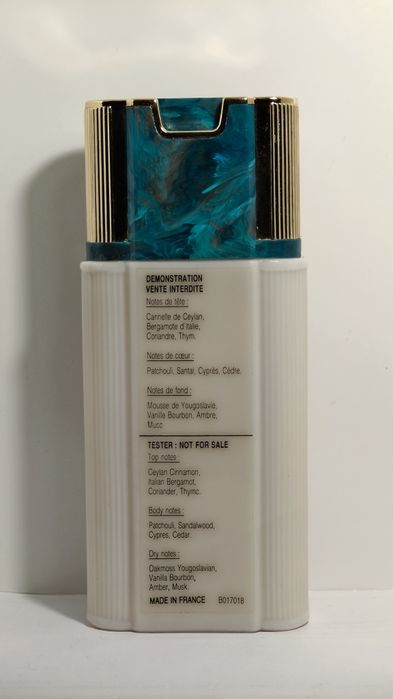 DEMONSTRATION
VENTE INTERDITE
Notes de tête :
Cannelle de Ceylan,
Bergamote d'Italie,
Coriandre, Thym.
Notes de cœur :
Patchouli, Santal, Cyprès, Cèdre.
Notes de fond :
Mousse de Yougoslavie,
Vanille Bourbon, Ambre,
Musc
TESTER : NOT FOR SALE
Top notes :
Ceylan Cinnamon,
Italian Bergamot,
Coriander, Thymc.
Body notes :
Patchouli, Sandalwood,
Cypres, Cedar.
Dry notes :
Oakmoss Yougoslavian,
Vanilla Bourbon,
Amber, Musk.
MADE IN FRANCE B017018